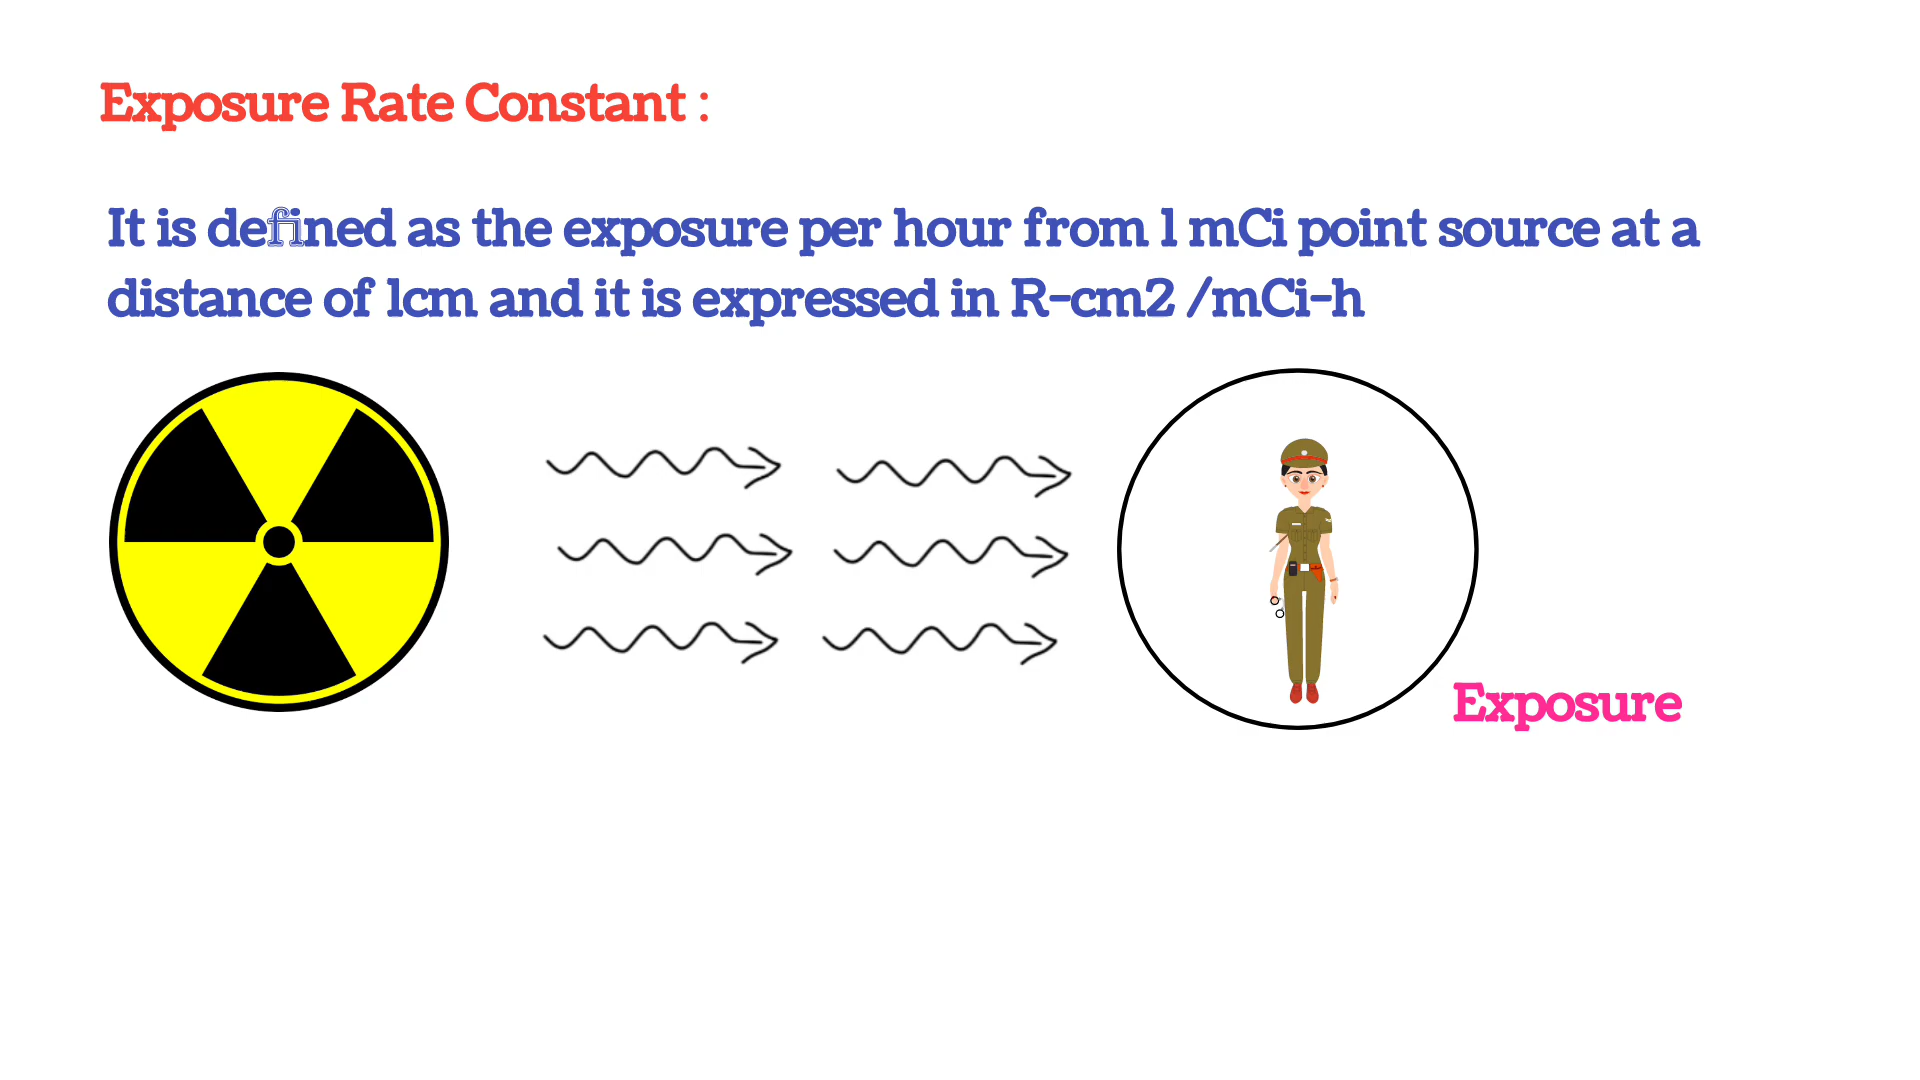 Exposure Rate Constant :
It is defined as the exposure per hour from 1 mCi point source at a
distance of 1cm and it is expressed in R-cm2 /mCi-h
Exposure